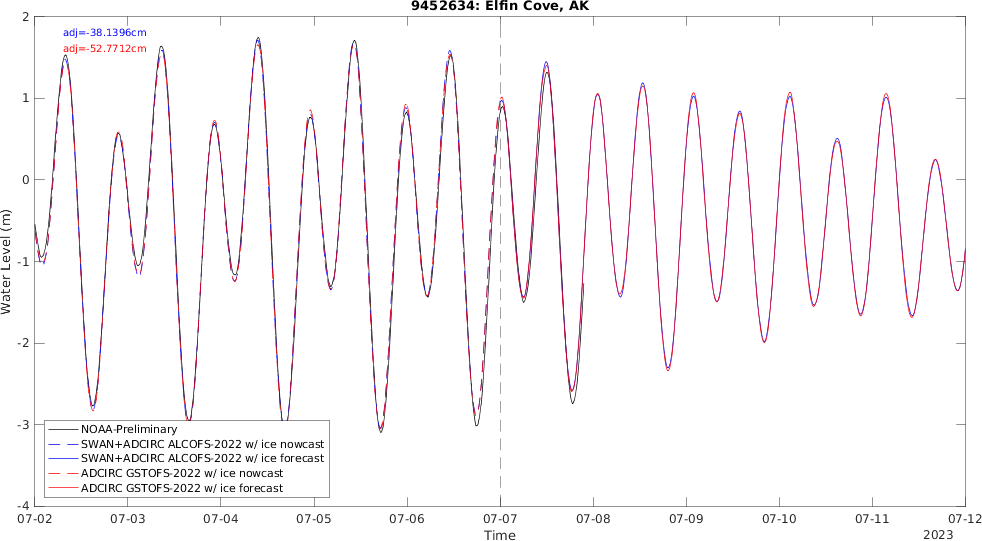 9452634: Elfin Cove, AK
adj=-38.1396cm
adj=-52.7712cm
2
1
0
-1
-2
-3
-4
Water Level (m)
NOAA-Preliminary
SWAN+ADCIRC ALCOFS-2022 w/ ice nowcast
SWAN+ADCIRC ALCOFS-2022 w/ ice forecast
ADCIRC GSTOFS-2022 w/ ice nowcast
ADCIRC GSTOFS-2022 w/ ice forecast
07-02 07-03 07-04 07-05 07-06 07-07 07-08 07-09 07-10 07-11 07-12
Time
2023